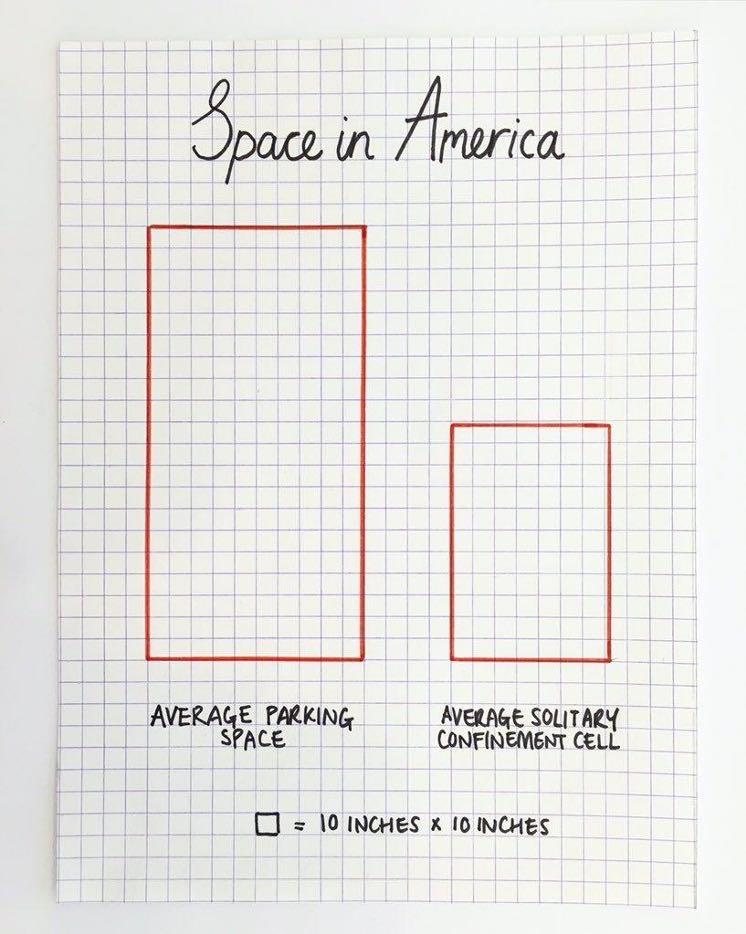 Space in America
AVERAGE PARKING
SPACE
AVERAGE SOLITARY
CONFINEMENT CELL
= 10 INCHES x 10 INCHES